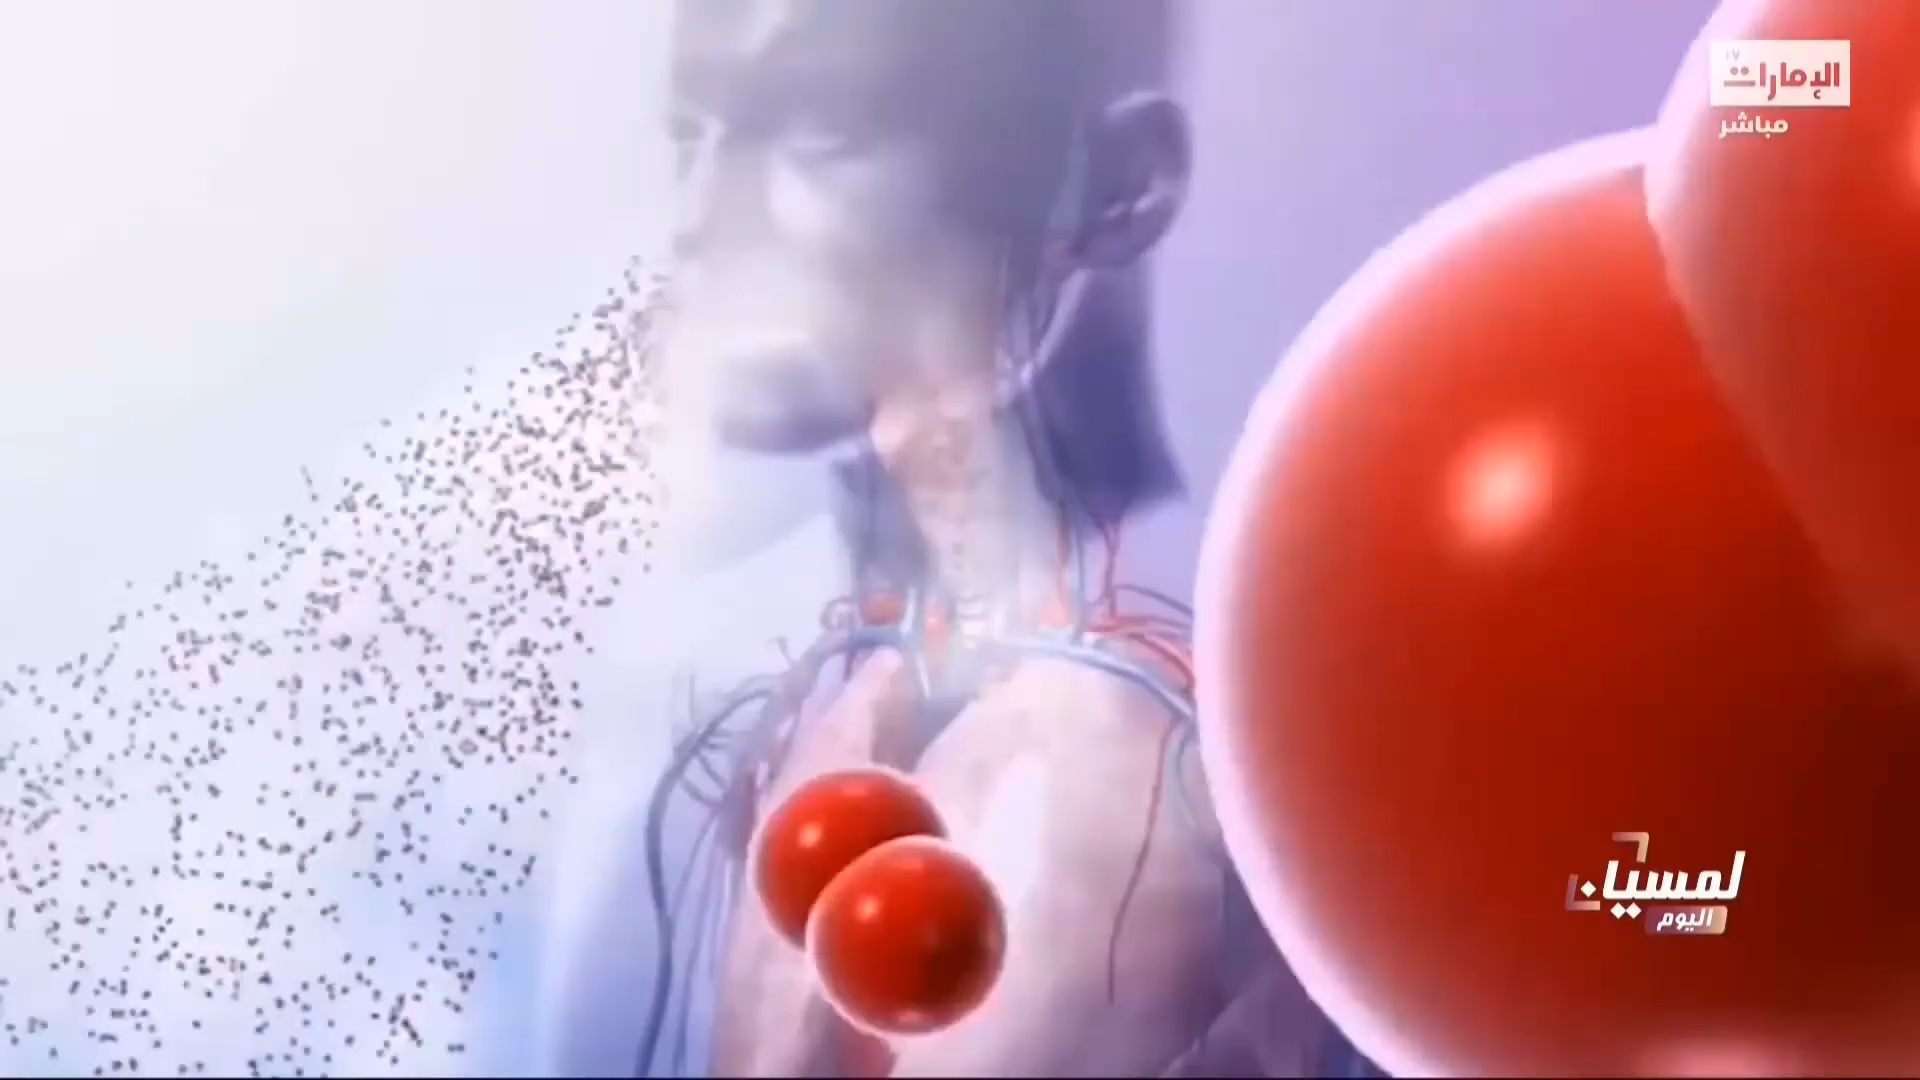 الإمارات
مباشر
لمسيان
اليوم